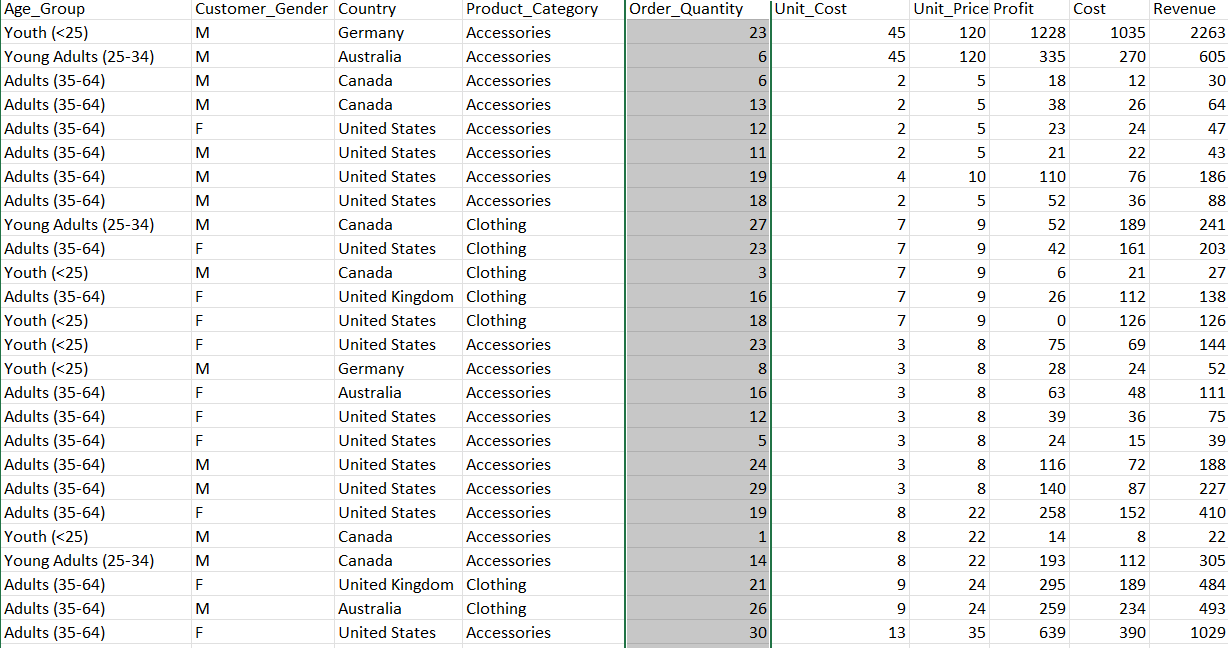 Age_Group Customer_Gender Country Product_Category Order_Quantity Unit_Cost Unit_Price Profit Cost Revenue
Youth (<25) M Germany Accessories 23 45 120 1228 1035 2263
Young Adults (25-34) M Australia Accessories 6 45 120 335 270 605
Adults (35-64) M Canada Accessories 6 2 5 18 12 30
Adults (35-64) M Canada Accessories 13 2 5 38 26 64
Adults (35-64) F United States Accessories 12 2 5 23 24 47
Adults (35-64) M United States Accessories 11 2 5 21 22 43
Adults (35-64) M United States Accessories 19 4 10 110 76 186
Adults (35-64) M United States Accessories 18 2 5 52 36 88
Young Adults (25-34) M Canada Clothing 27 7 9 52 189 241
Adults (35-64) F United States Clothing 23 7 9 42 161 203
Youth (<25) M Canada Clothing 3 7 9 6 21 27
Adults (35-64) F United Kingdom Clothing 16 7 9 26 112 138
Youth (<25) F United States Clothing 18 7 9 0 126 126
Youth (<25) F United States Accessories 23 3 8 75 69 144
Youth (<25) M Germany Accessories 8 3 8 28 24 52
Adults (35-64) F Australia Accessories 16 3 8 63 48 111
Adults (35-64) F United States Accessories 12 3 8 39 36 75
Adults (35-64) F United States Accessories 5 3 8 24 15 39
Adults (35-64) M United States Accessories 24 3 8 116 72 188
Adults (35-64) M United States Accessories 29 3 8 140 87 227
Adults (35-64) F United States Accessories 19 8 22 258 152 410
Youth (<25) M Canada Accessories 1 8 22 14 8 22
Young Adults (25-34) M Canada Accessories 14 8 22 193 112 305
Adults (35-64) F United Kingdom Clothing 21 9 24 295 189 484
Adults (35-64) M Australia Clothing 26 9 24 259 234 493
Adults (35-64) F United States Accessories 30 13 35 639 390 1029